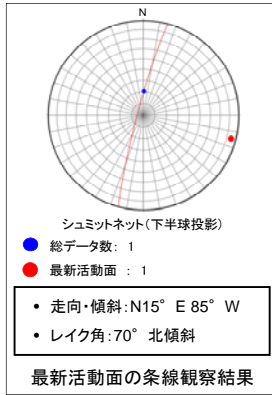 N
シュミットネット(下半球投影)
総データ数: 1
最新活動面 : 1
• 走向・傾斜:N15° E 85° W
• レイク角:70° 北傾斜
最新活動面の条線観察結果